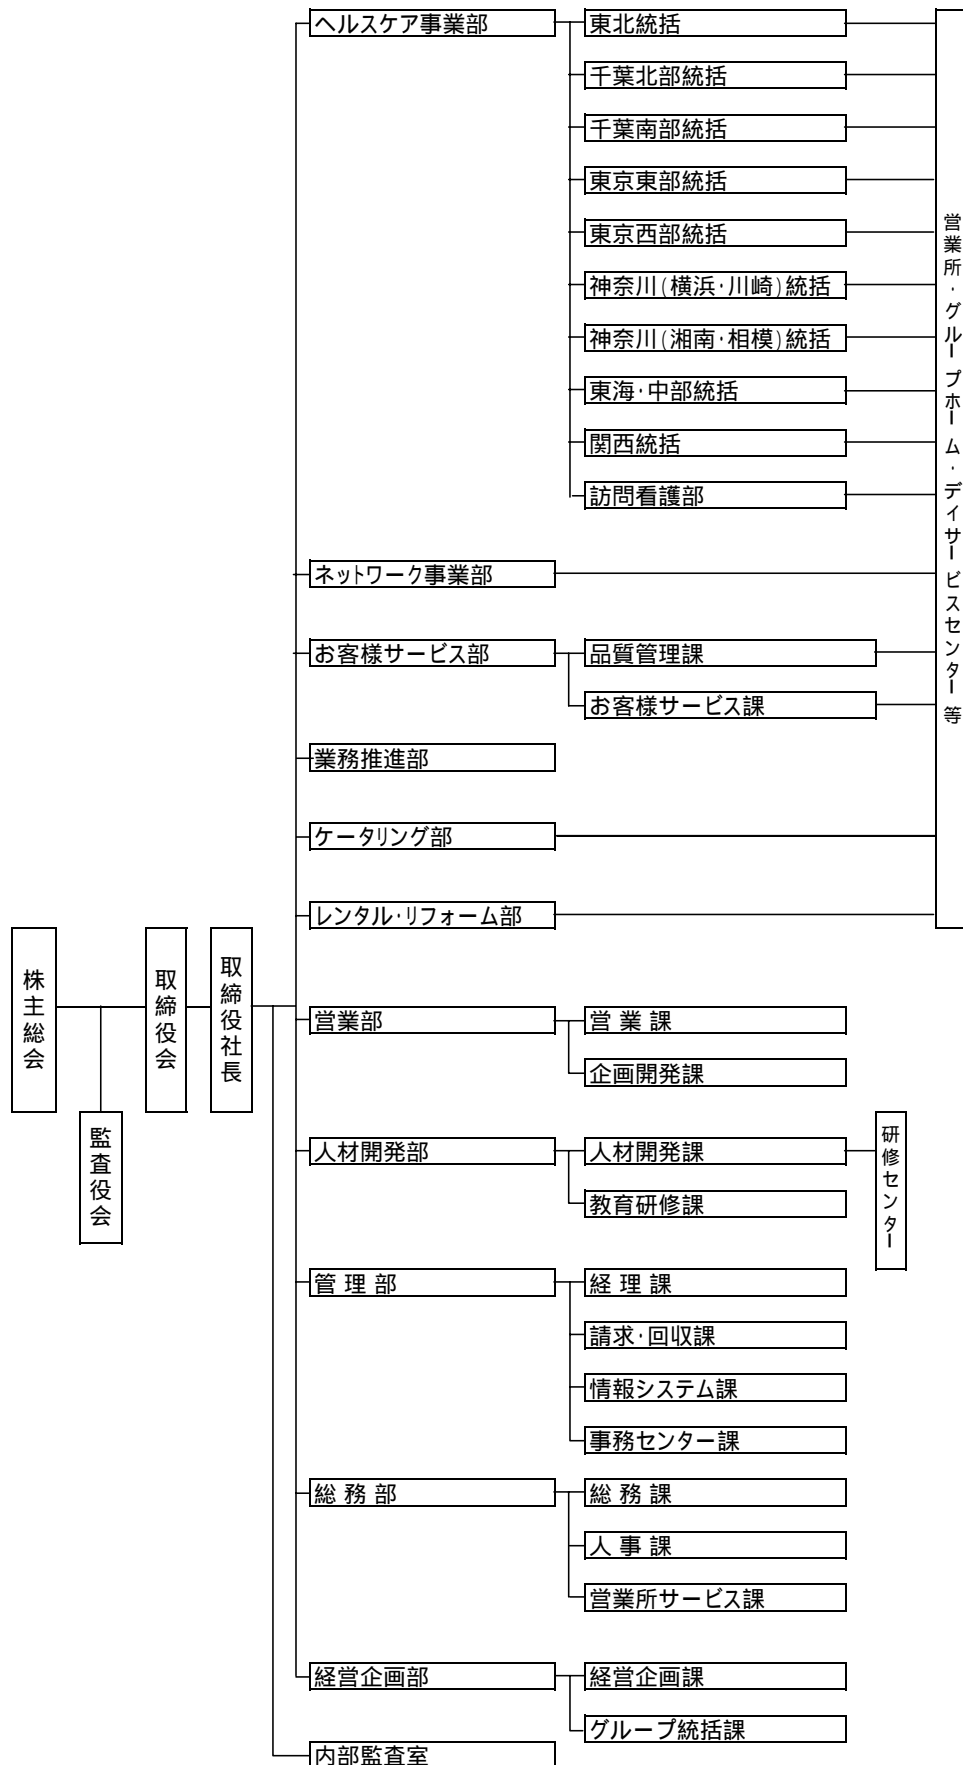 株主総会
監査役会
取締役会
取締役社長
ヘルスケア事業部
東北統括
千葉北部統括
千葉南部統括
東京東部統括
東京西部統括
神奈川(横浜・川崎)統括
神奈川(湘南・相模)統括
東海・中部統括
関西統括
訪問看護部
ネットワーク事業部
お客様サービス部
品質管理課
お客様サービス課
業務推進部
ケータリング部
レンタル・リフォーム部
営業所・グループホーム・デイサービスセンター等
営業部
営 業 課
企画開発課
人材開発部
人材開発課
教育研修課
研修センター
管 理 部
経 理 課
請求・回収課
情報システム課
事務センター課
総 務 部
総 務 課
人 事 課
営業所サービス課
経営企画部
経営企画課
グループ統括課
内部監査室